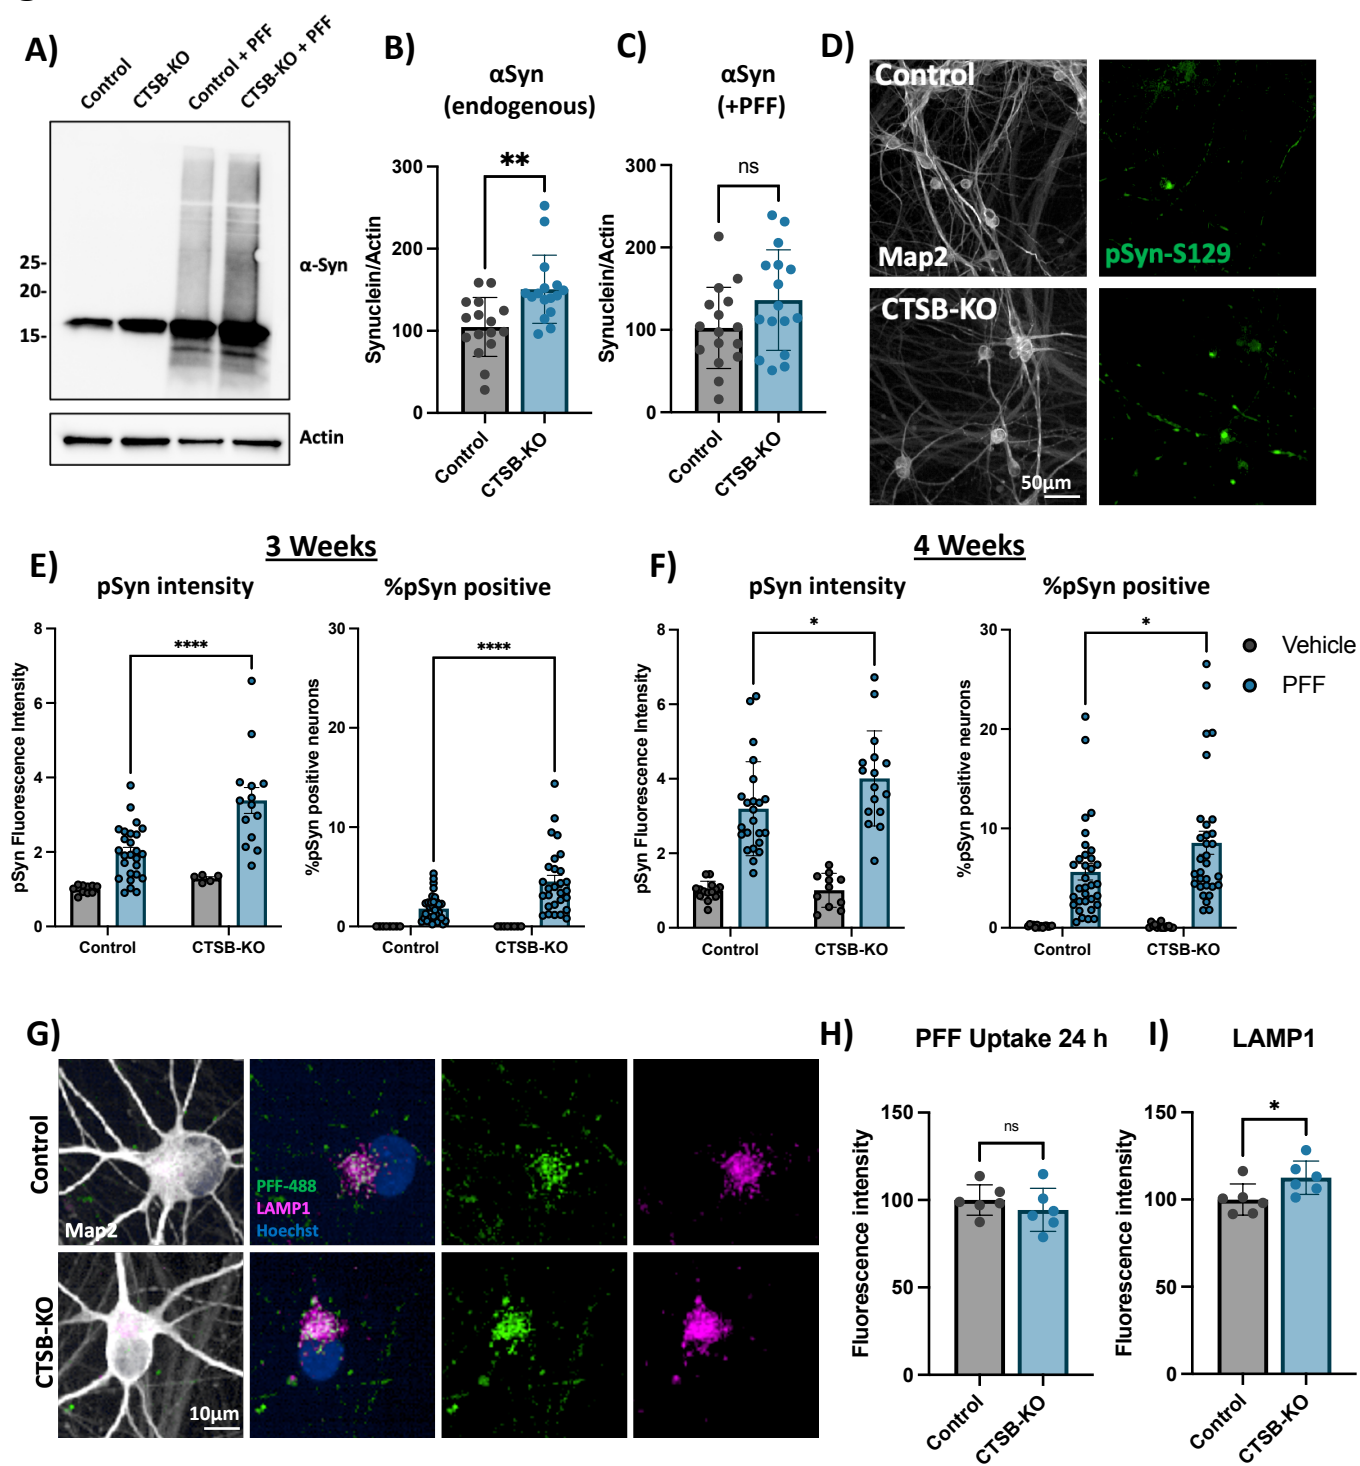 A)
Control
CTSB-KO
Control + PFF
CTSB-KO + PFF
25-
20-
15-
α-Syn
Actin
B)
αSyn
(endogenous)
**
Synuclein/Actin
300
200
100
0
Control
CTSB-KO
C)
αSyn
(+PFF)
ns
Synuclein/Actin
300
200
100
0
Control
CTSB-KO
D)
Control
Map2
pSyn-S129
CTSB-KO
50µm
3 Weeks
E)
pSyn intensity
****
pSyn Fluorescence Intensity
8
6
4
2
0
Control
CTSB-KO
%pSyn positive
****
%pSyn positive neurons
30
20
10
0
Control
CTSB-KO
4 Weeks
F)
pSyn intensity
*
pSyn Fluorescence Intensity
8
6
4
2
0
Control
CTSB-KO
%pSyn positive
*
%pSyn positive neurons
30
20
10
0
Control
CTSB-KO
Vehicle
PFF
G)
Control
Map2
PFF-488
LAMP1
Hoechst
CTSB-KO
10µm
H)
PFF Uptake 24 h
ns
Fluorescence intensity
150
100
50
0
Control
CTSB-KO
I)
LAMP1
*
Fluorescence intensity
150
100
50
0
Control
CTSB-KO